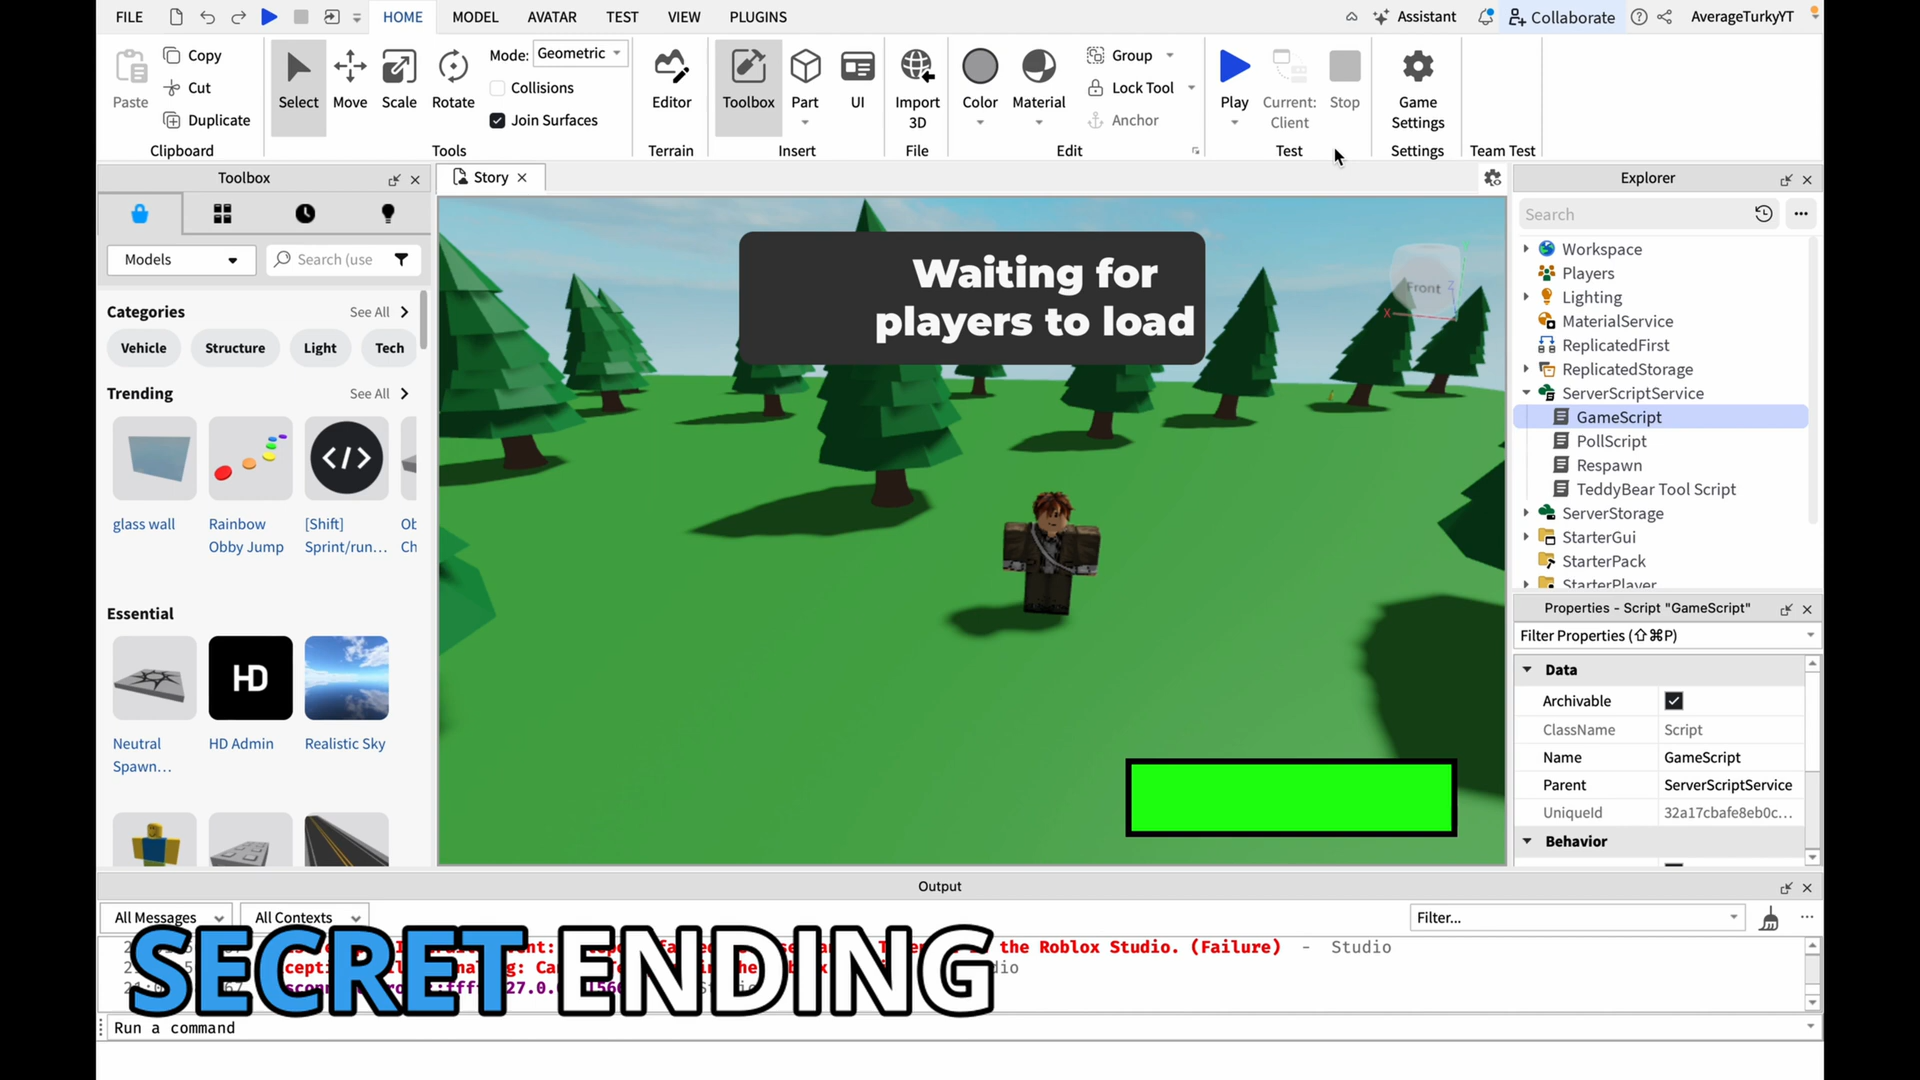 FILE HOME MODEL AVATAR TEST VIEW PLUGINS Assistant Collaborate AverageTurkyYT
Paste Copy Cut Duplicate
Clipboard
Select Move Scale Rotate
Mode: Geometric
Collisions
Join Surfaces
Tools
Editor
Terrain
Toolbox Part UI
Insert
Import
3D
File
Color Material
Group
Lock Tool
Anchor
Edit
Play
Current:
Client
Stop
Test
Game
Settings
Settings
Team Test
Toolbox
Models
Search (use
Categories See All
Vehicle Structure Light Tech
Trending See All
glass wall
Rainbow
Obby Jump
[Shift]
Sprint/run...
Ob
Ch
Essential
Neutral
Spawn...
HD
HD Admin
Realistic Sky
Story
Waiting for
players to load
Front
X
Z
Explorer
Search
Workspace
Players
Lighting
MaterialService
ReplicatedFirst
ReplicatedStorage
ServerScriptService
GameScript
PollScript
Respawn
TeddyBear Tool Script
ServerStorage
StarterGui
StarterPack
StarterPlayer
Properties - Script "GameScript"
Filter Properties (⇧⌘P)
Data
Archivable
ClassName Script
Name GameScript
Parent ServerScriptService
UniqueId 32a17cbafe8eb0c...
Behavior
Output
All Messages All Contexts Filter...
the Roblox Studio. (Failure) - Studio
SECRET ENDING
Run a command